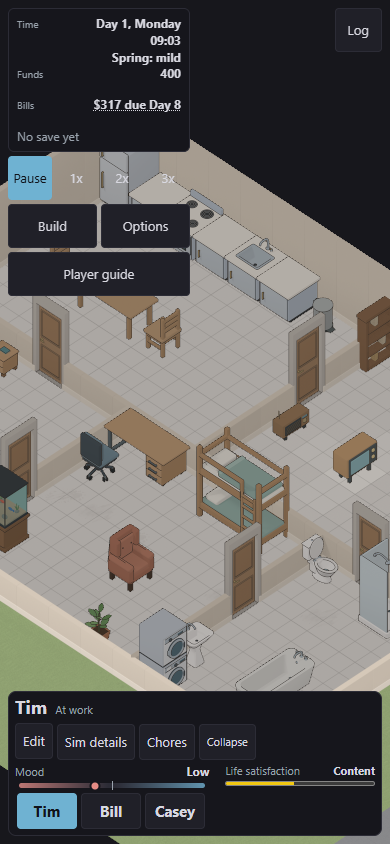 Time Day 1, Monday
09:03
Spring: mild
Funds 400
Bills $317 due Day 8
No save yet
Log
Pause 1x 2x 3x
Build Options
Player guide
Tim At work
Edit Sim details Chores Collapse
Mood Low Life satisfaction Content
Tim Bill Casey